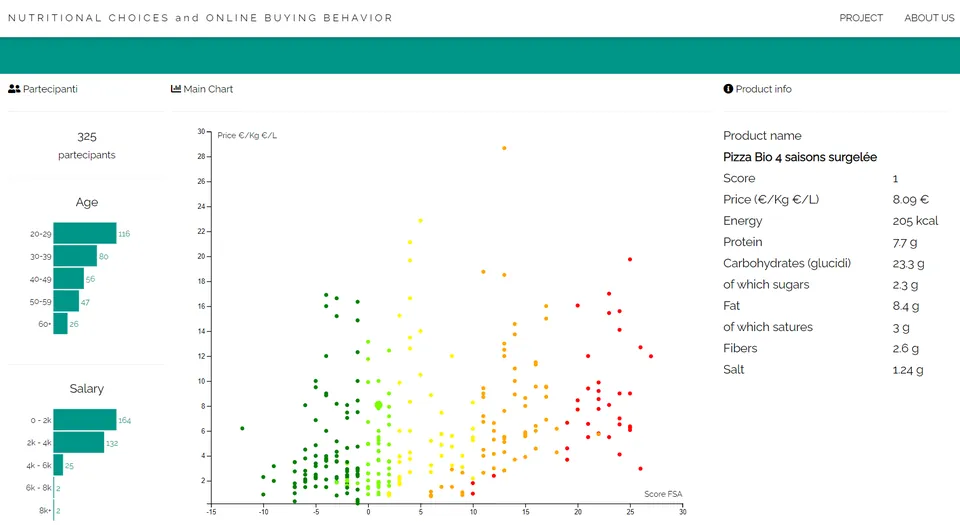 NUTRITIONAL CHOICES and ONLINE BUYING BEHAVIOR
PROJECT ABOUT US
Partecipanti
Main Chart
Product info
325
partecipants
Age
20-29 116
30-39 80
40-49 56
50-59 47
60+ 26
Salary
0 - 2k 164
2k - 4k 132
4k - 6k 25
6k - 8k 2
8k+ 2
Price €/Kg €/L
30
28
26
24
22
20
18
16
14
12
10
8
6
4
2
-15 -10 -5 0 5 10 15 20 25 30
Score FSA
Product name
Pizza Bio 4 saisons surgelée
Score 1
Price (€/Kg €/L) 8.09 €
Energy 205 kcal
Protein 7.7 g
Carbohydrates (glucidi) 23.3 g
of which sugars 2.3 g
Fat 8.4 g
of which satures 3 g
Fibers 2.6 g
Salt 1.24 g